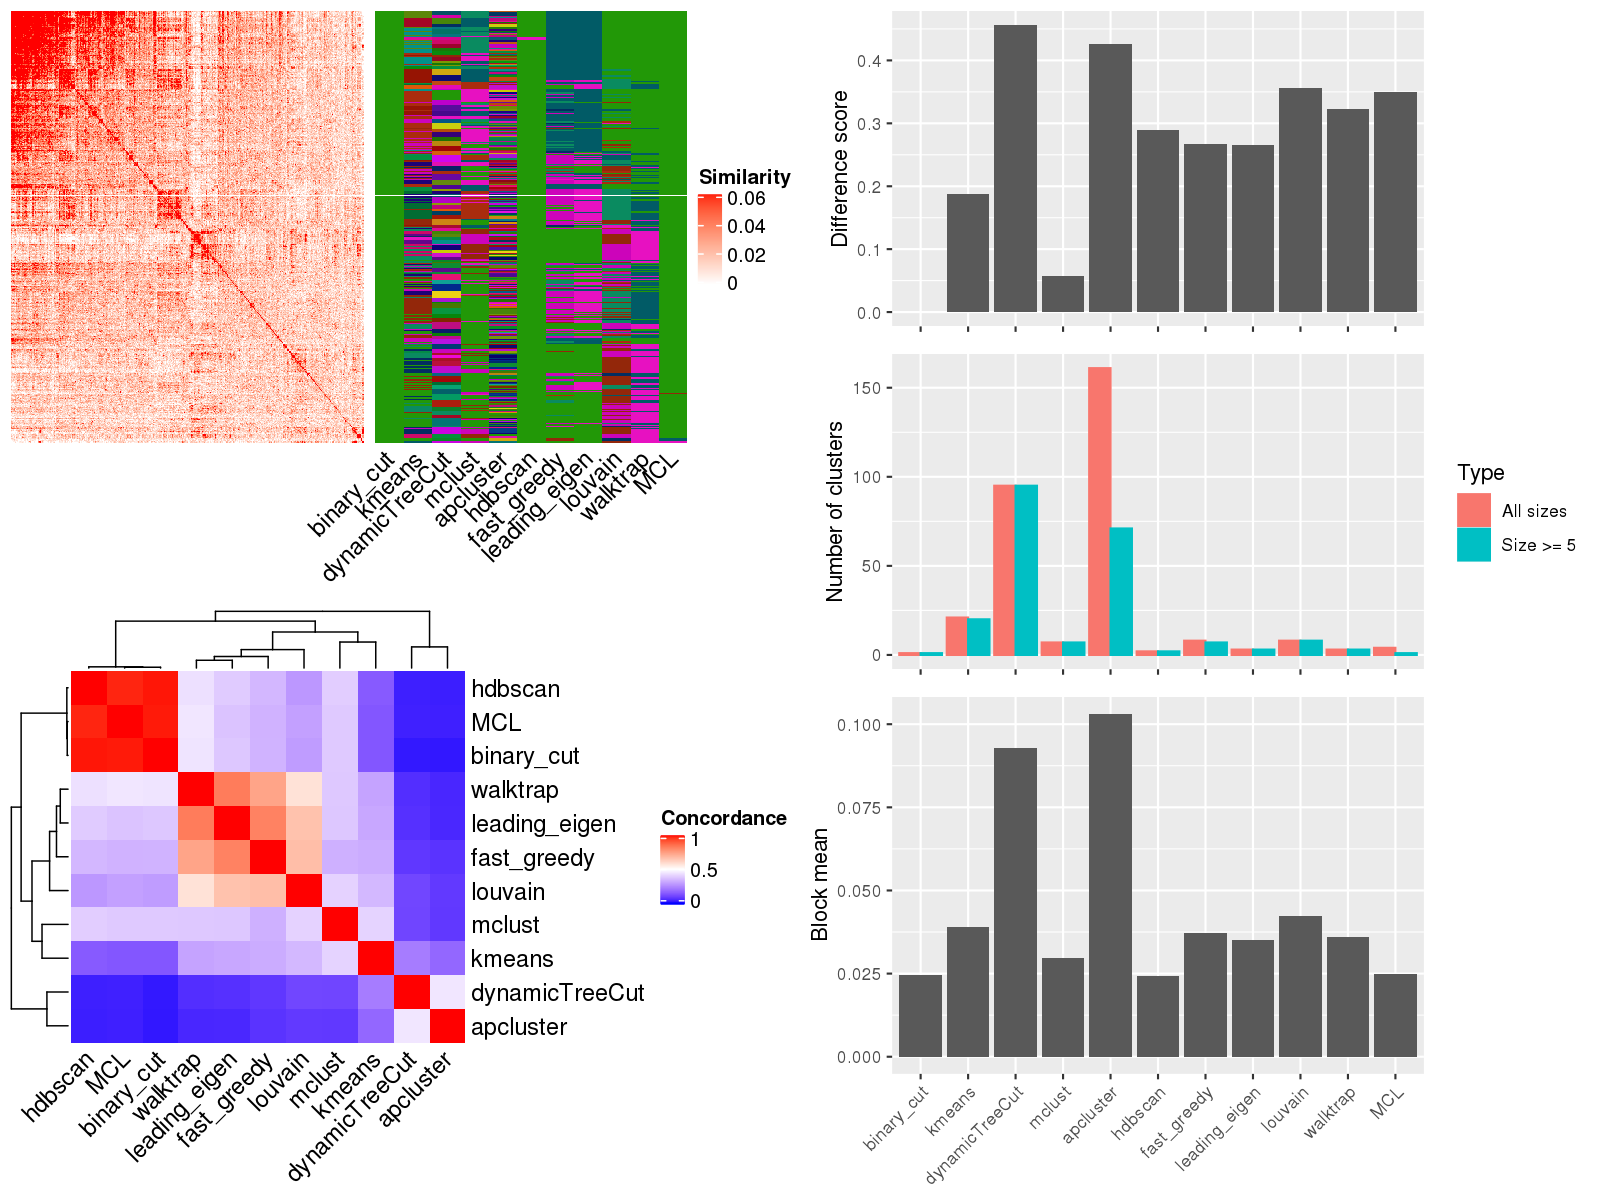 Similarity
0.06
0.04
0.02
0
binary_cut
kmeans
dynamicTreeCut
mclust
apcluster
hdbscan
fast_greedy
leading_eigen
louvain
walktrap
MCL
hdbscan
MCL
binary_cut
walktrap
leading_eigen
fast_greedy
louvain
mclust
kmeans
dynamicTreeCut
apcluster
Concordance
1
0.5
0
hdbscan
MCL
binary_cut
walktrap
leading_eigen
fast_greedy
louvain
mclust
kmeans
dynamicTreeCut
apcluster
Difference score
0.4
0.3
0.2
0.1
0.0
Number of clusters
150
100
50
0
Type
All sizes
Size >= 5
Block mean
0.100
0.075
0.050
0.025
0.000
binary_cut
kmeans
dynamicTreeCut
mclust
apcluster
hdbscan
fast_greedy
leading_eigen
louvain
walktrap
MCL